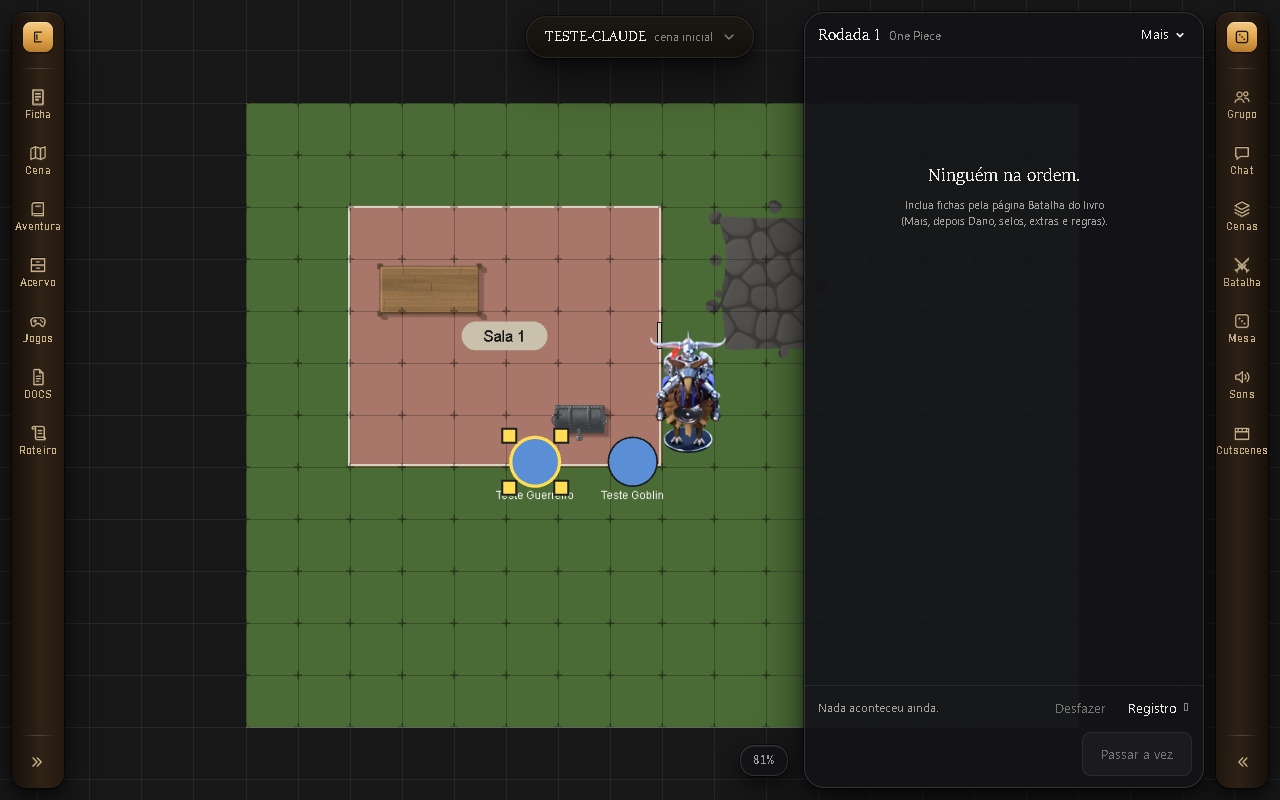 Ficha
Cena
Aventura
Acervo
Jogos
DOCS
Roteiro
TESTE-CLAUDE cena inicial
Sala 1
Teste Guerreiro
Teste Goblin
81%
Rodada 1 One Piece
Mais
Ninguém na ordem.
Inclua fichas pela página Batalha do livro
(Mais, depois Dano, selos, extras e regras).
Nada aconteceu ainda.
Desfazer
Registro
Passar a vez
Grupo
Chat
Cenas
Batalha
Mesa
Sons
Cutscenes